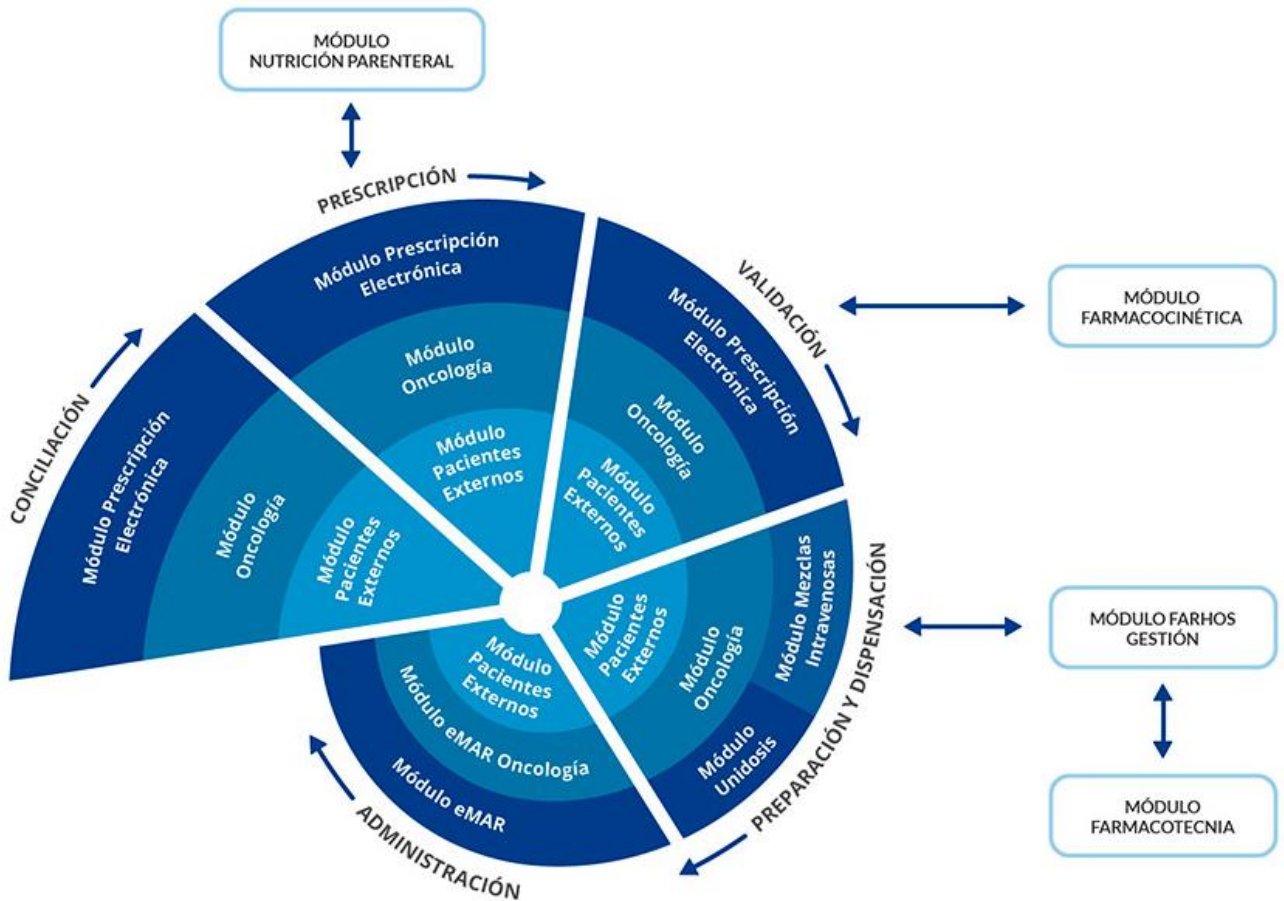 MÓDULO
NUTRICIÓN PARENTERAL
PRESCRIPCIÓN
Módulo Prescripción
Electrónica
Módulo
Oncología
Módulo
Pacientes
Externos
VALIDACIÓN
Módulo Prescripción
Electrónica
Módulo
Oncología
Módulo
Pacientes
Externos
MÓDULO
FARMACOCINÉTICA
CONCILIACIÓN
Módulo Prescripción
Electrónica
Módulo
Oncología
Módulo
Pacientes
Externos
PREPARACIÓN Y DISPENSACIÓN
Módulo Mezclas
Intravenosas
Módulo
Unidosis
Módulo
Oncología
Módulo
Pacientes
Externos
MÓDULO FARHOS
GESTIÓN
MÓDULO
FARMACOTECNIA
ADMINISTRACIÓN
Módulo
Pacientes
Externos
Módulo eMAR Oncología
Módulo eMAR